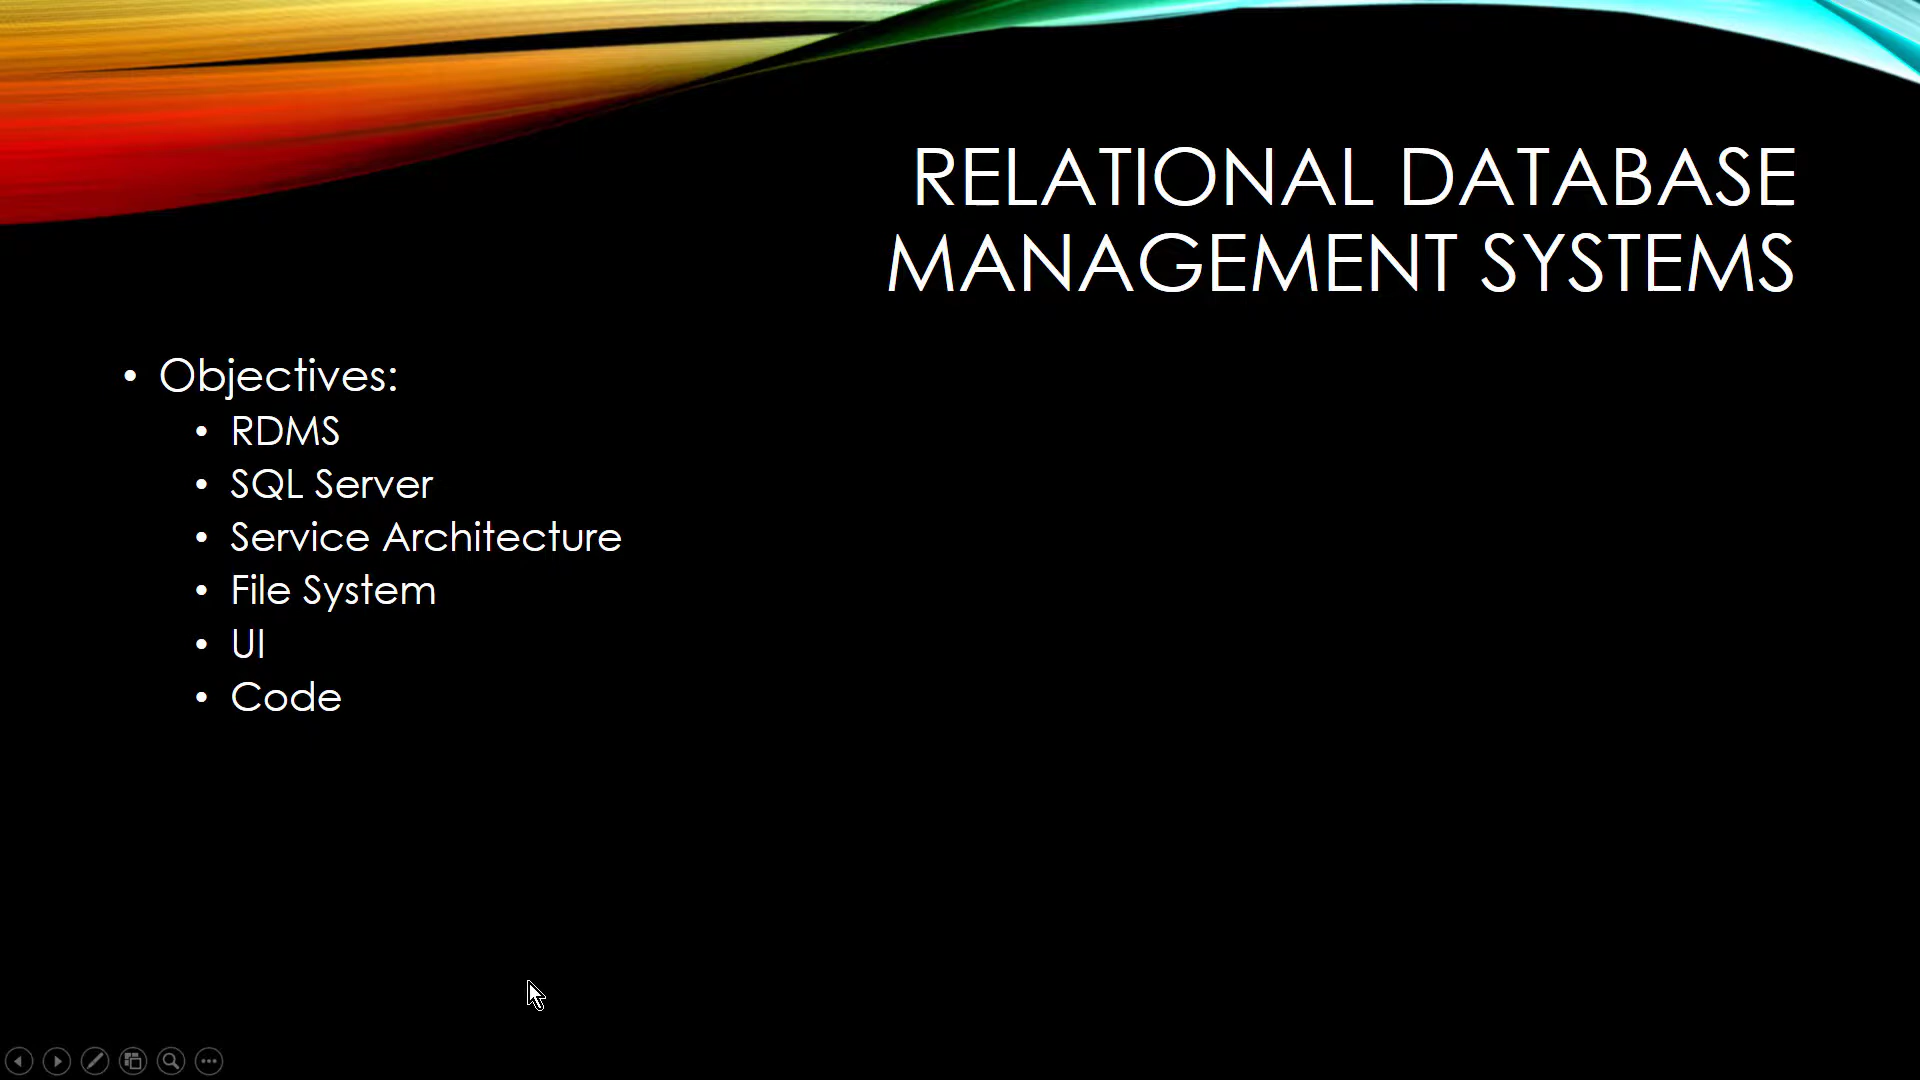 RELATIONAL DATABASE
MANAGEMENT SYSTEMS
• Objectives:
• RDMS
• SQL Server
• Service Architecture
• File System
• UI
• Code